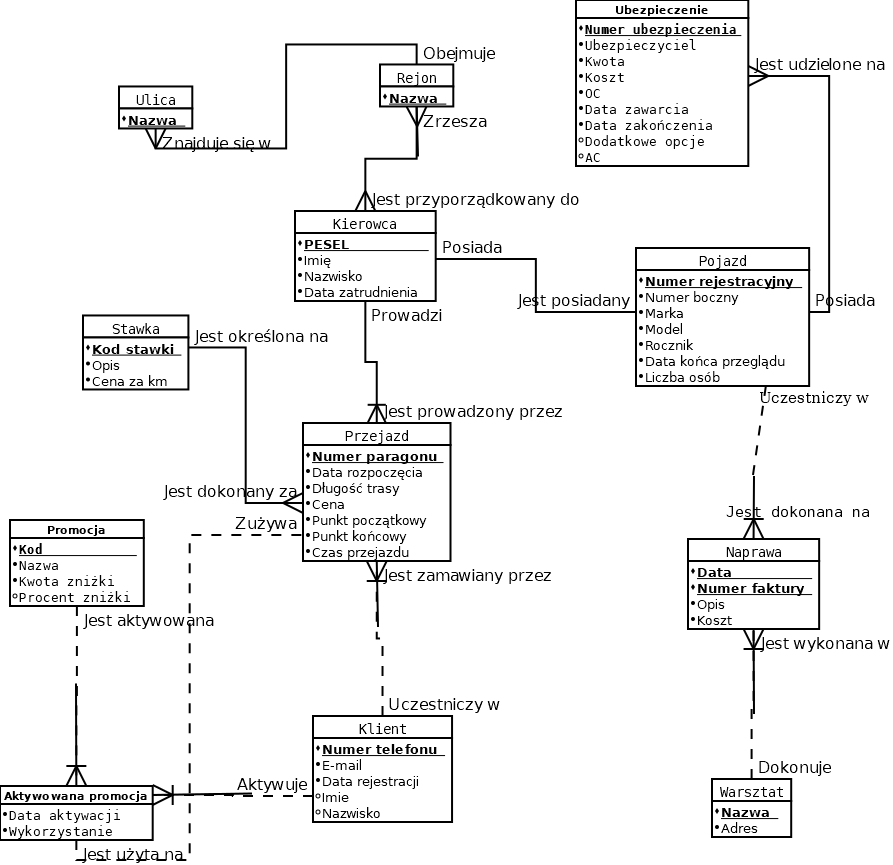 Ubezpieczenie
Numer ubezpieczenia
Ubezpieczyciel
Kwota
Koszt
OC
Data zawarcia
Data zakończenia
Dodatkowe opcje
AC
Jest udzielone na
Obejmuje
Rejon
Nazwa
Zrzesza
Ulica
Nazwa
Znajduje się w
Jest przyporządkowany do
Kierowca
PESEL
Imię
Nazwisko
Data zatrudnienia
Posiada
Jest posiadany
Prowadzi
Pojazd
Numer rejestracyjny
Numer boczny
Marka
Model
Rocznik
Data końca przeglądu
Liczba osób
Posiada
Uczestniczy w
Stawka
Kod stawki
Opis
Cena za km
Jest określona na
Jest prowadzony przez
Przejazd
Numer paragonu
Data rozpoczęcia
Długość trasy
Cena
Punkt początkowy
Punkt końcowy
Czas przejazdu
Jest dokonany za
Zużywa
Jest zamawiany przez
Jest dokonana na
Naprawa
Data
Numer faktury
Opis
Koszt
Jest wykonana w
Promocja
Kod
Nazwa
Kwota zniżki
Procent zniżki
Jest aktywowana
Uczestniczy w
Klient
Numer telefonu
E-mail
Data rejestracji
Imie
Nazwisko
Aktywuje
Aktywowana promocja
Data aktywacji
Wykorzystanie
Jest użyta na
Dokonuje
Warsztat
Nazwa
Adres